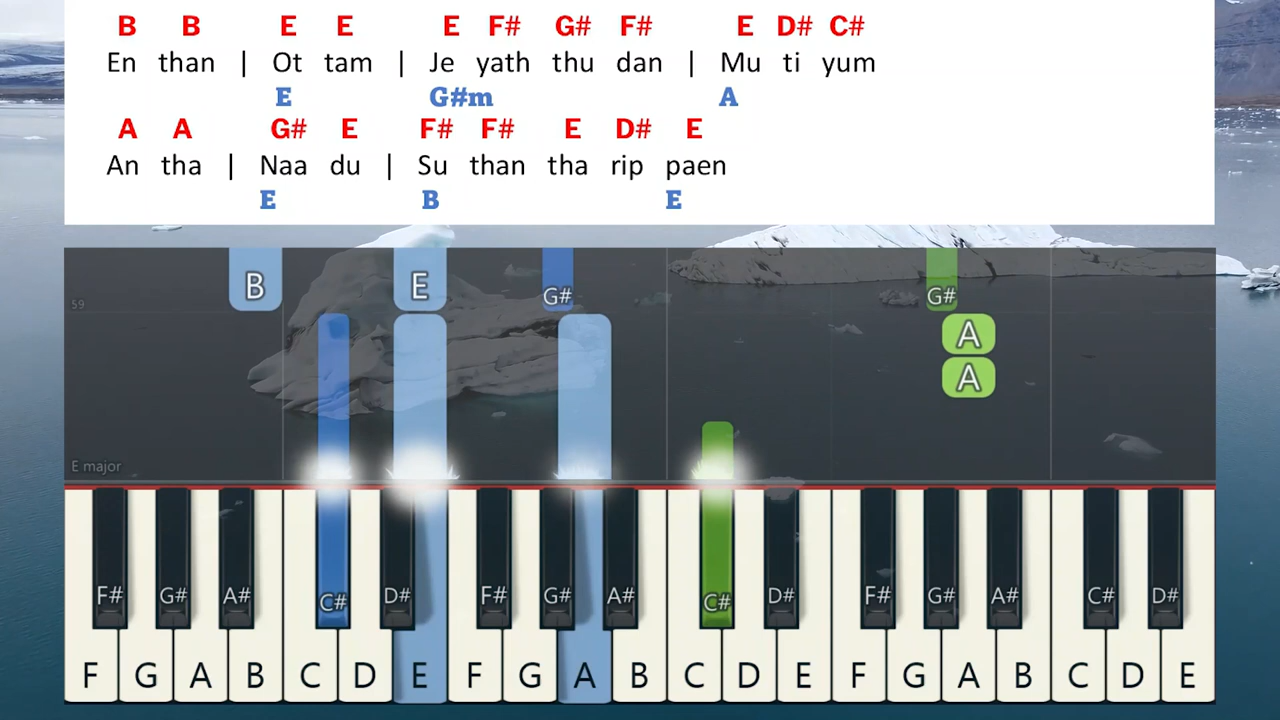 B B E E E F# G# F# E D# C#
En than | Ot tam | Je yath thu dan | Mu ti yum
E G#m A
A A G# E F# F# E D# E
An tha | Naa du | Su than tha rip paen
E B E
B E G# G#
59
A
A
E major
F# G# A# C# D# F# G# A# C# D# F# G# A# C# D#
F G A B C D E F G A B C D E F G A B C D E